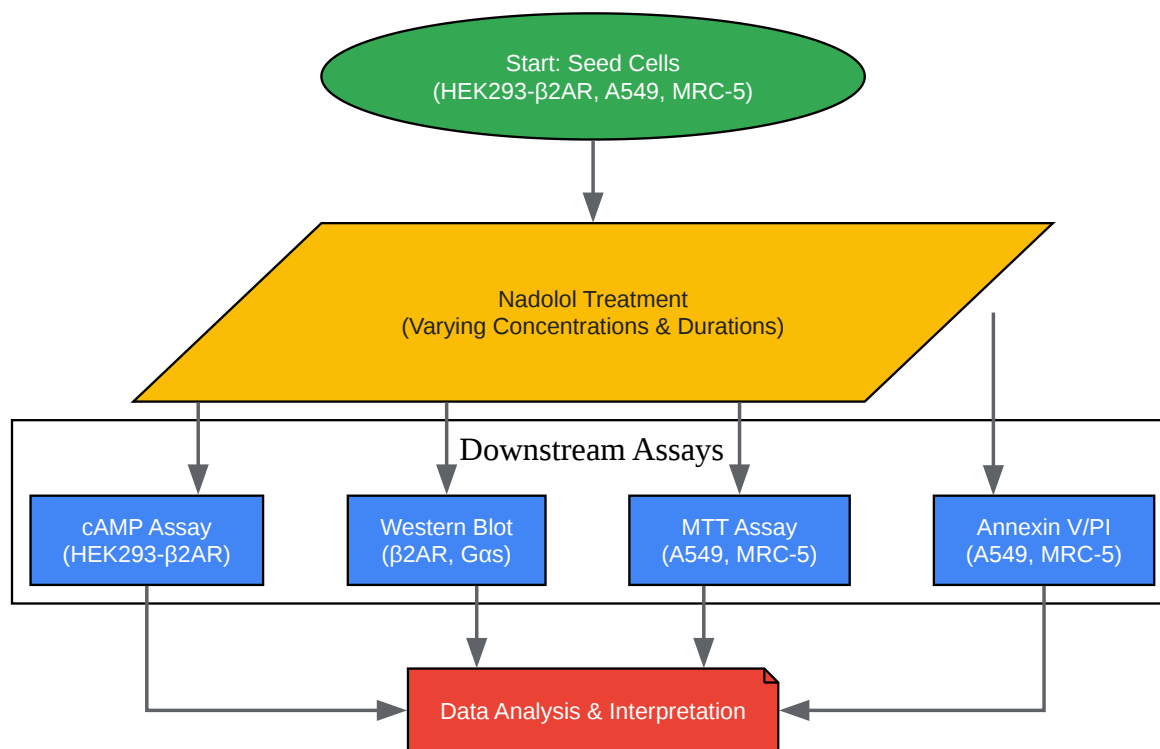 Start: Seed Cells
(HEK293-β2AR, A549, MRC-5)
Nadolol Treatment
(Varying Concentrations & Durations)
Downstream Assays
cAMP Assay
(HEK293-β2AR)
Western Blot
(β2AR, Gαs)
MTT Assay
(A549, MRC-5)
Annexin V/PI
(A549, MRC-5)
Data Analysis & Interpretation